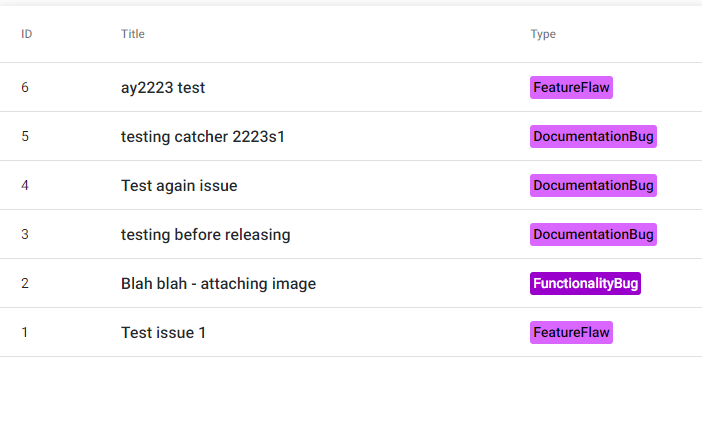 ID Title Type
6 ay2223 test FeatureFlaw
5 testing catcher 2223s1 DocumentationBug
4 Test again issue DocumentationBug
3 testing before releasing DocumentationBug
2 Blah blah - attaching image FunctionalityBug
1 Test issue 1 FeatureFlaw